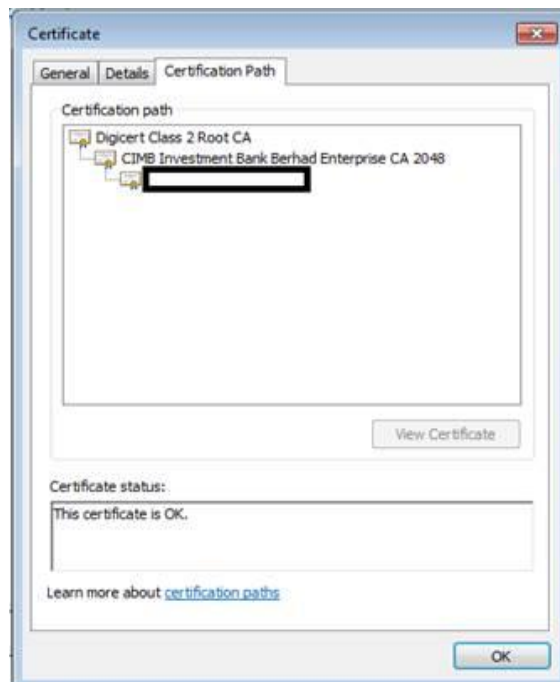 Certificate
General Details Certification Path
Certification path
Digicert Class 2 Root CA
CIMB Investment Bank Berhad Enterprise CA 2048
View Certificate
Certificate status:
This certificate is OK.
Learn more about certification paths
OK